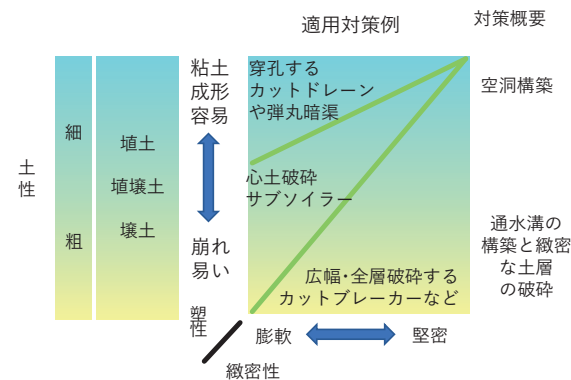 適用対策例
対策概要
土性
細
粗
埴土
埴壌土
壌土
粘土
成形
容易
崩れ
易い
塑性
穿孔する
カットドレーン
や弾丸暗渠
心土破砕
サブソイラー
広幅・全層破砕する
カットブレーカーなど
空洞構築
通水溝の
構築と緻密
な土層
の破砕
膨軟
堅密
緻密性